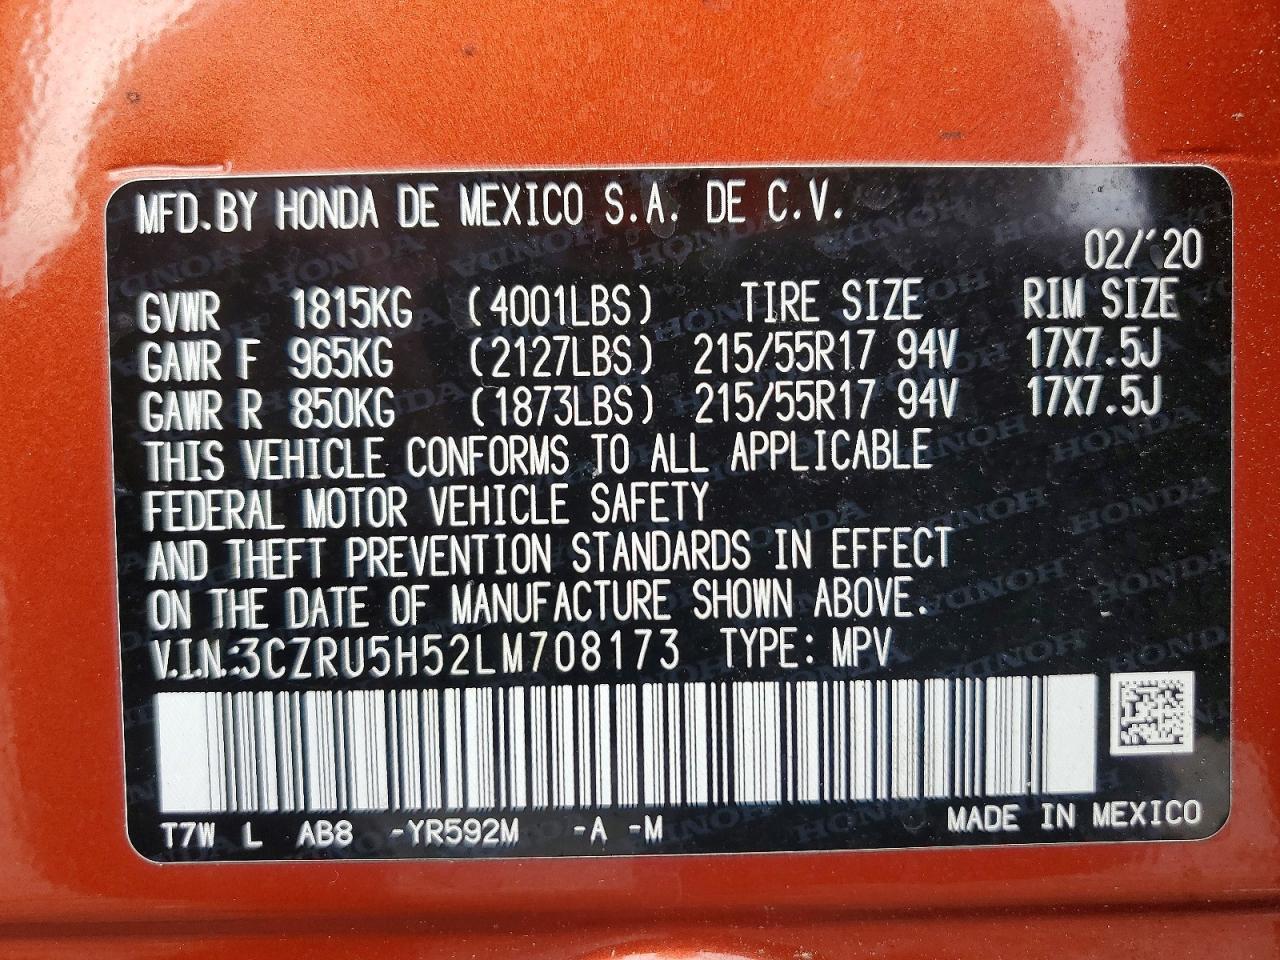 MFD.BY HONDA DE MEXICO S.A. DE C.V.
02/'20
GVWR 1815KG (4001LBS) TIRE SIZE RIM SIZE
GAWR F 965KG (2127LBS) 215/55R17 94V 17X7.5J
GAWR R 850KG (1873LBS) 215/55R17 94V 17X7.5J
THIS VEHICLE CONFORMS TO ALL APPLICABLE
FEDERAL MOTOR VEHICLE SAFETY
AND THEFT PREVENTION STANDARDS IN EFFECT
ON THE DATE OF MANUFACTURE SHOWN ABOVE.
V.I.N.:3CZRU5H52LM708173 TYPE: MPV
T7W L AB8 -YR592M -A -M MADE IN MEXICO